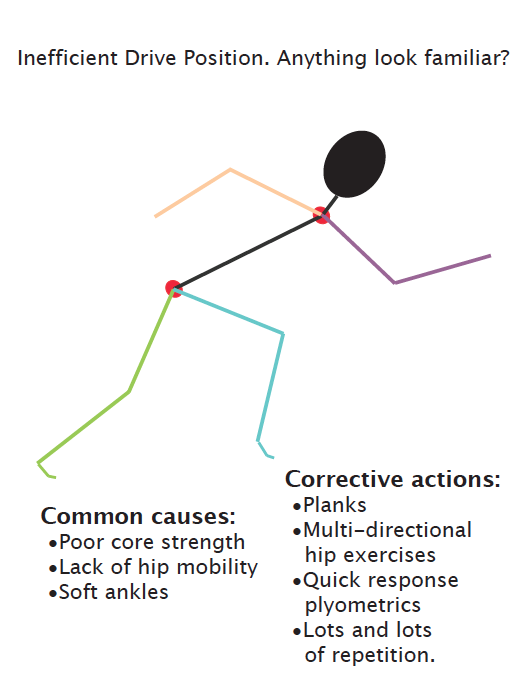 Inefficient Drive Position. Anything look familiar?
Common causes:
•Poor core strength
•Lack of hip mobility
•Soft ankles
Corrective actions:
•Planks
•Multi-directional
hip exercises
•Quick response
plyometrics
•Lots and lots
of repetition.